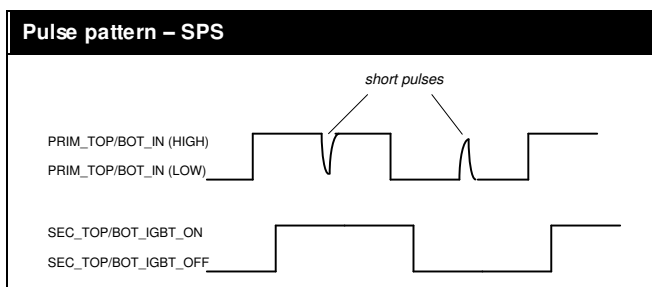 Pulse pattern – SPS
short pulses
PRIM_TOP/BOT_IN (HIGH)
PRIM_TOP/BOT_IN (LOW)
SEC_TOP/BOT_IGBT_ON
SEC_TOP/BOT_IGBT_OFF